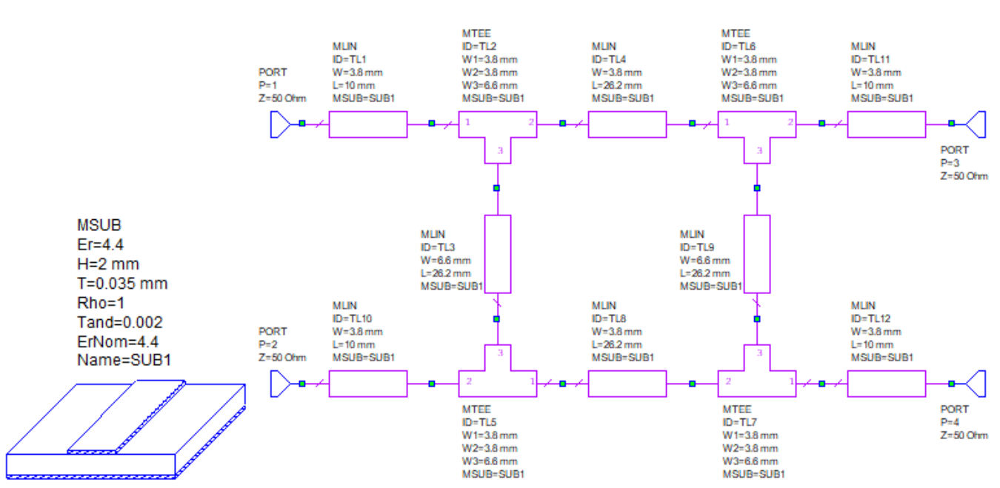 MLIN
ID=TL1
W=3.8 mm
L=10 mm
MSUB=SUB1
MTEE
ID=TL2
W1=3.8 mm
W2=3.8 mm
W3=6.6 mm
MSUB=SUB1
MLIN
ID=TL4
W=3.8 mm
L=26.2 mm
MSUB=SUB1
MTEE
ID=TL6
W1=3.8 mm
W2=3.8 mm
W3=6.6 mm
MSUB=SUB1
MLIN
ID=TL11
W=3.8 mm
L=10 mm
MSUB=SUB1
PORT
P=1
Z=50 Ohm
1
2
3
1
2
3
PORT
P=3
Z=50 Ohm
MSUB
Er=4.4
H=2 mm
T=0.035 mm
Rho=1
Tand=0.002
ErNom=4.4
Name=SUB1
MLIN
ID=TL3
W=6.6 mm
L=26.2 mm
MSUB=SUB1
MLIN
ID=TL9
W=6.6 mm
L=26.2 mm
MSUB=SUB1
PORT
P=2
Z=50 Ohm
MLIN
ID=TL10
W=3.8 mm
L=10 mm
MSUB=SUB1
MLIN
ID=TL8
W=3.8 mm
L=26.2 mm
MSUB=SUB1
MLIN
ID=TL12
W=3.8 mm
L=10 mm
MSUB=SUB1
3
2
1
3
2
1
MTEE
ID=TL5
W1=3.8 mm
W2=3.8 mm
W3=6.6 mm
MSUB=SUB1
MTEE
ID=TL7
W1=3.8 mm
W2=3.8 mm
W3=6.6 mm
MSUB=SUB1
PORT
P=4
Z=50 Ohm